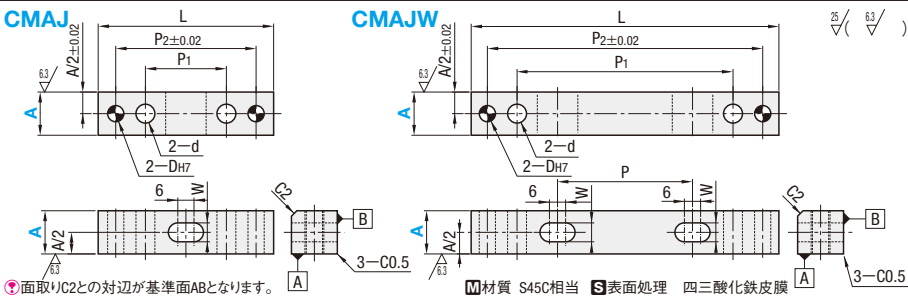 CMAJ
L
P2±0.02
P1
A/2±0.02
6.3
A
2－d
2－DH7
6
W
C2
B
A
A/2
6.3
3－C0.5
CMAJW
L
P2±0.02
P1
A/2±0.02
6.3
A
2－d
2－DH7
P
6
W
6
W
C2
B
A
A/2
6.3
A
3－C0.5
25 ( 6.3 )
面取りC2との対辺が基準面ABとなります。
M材質 S45C相当 S表面処理 四三酸化鉄皮膜